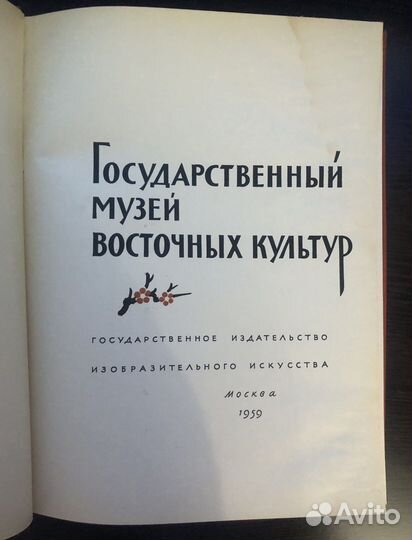 Государственный
музей
восточных культур
государственное издательство
изобразительного искусства
Москва
1959
Avito